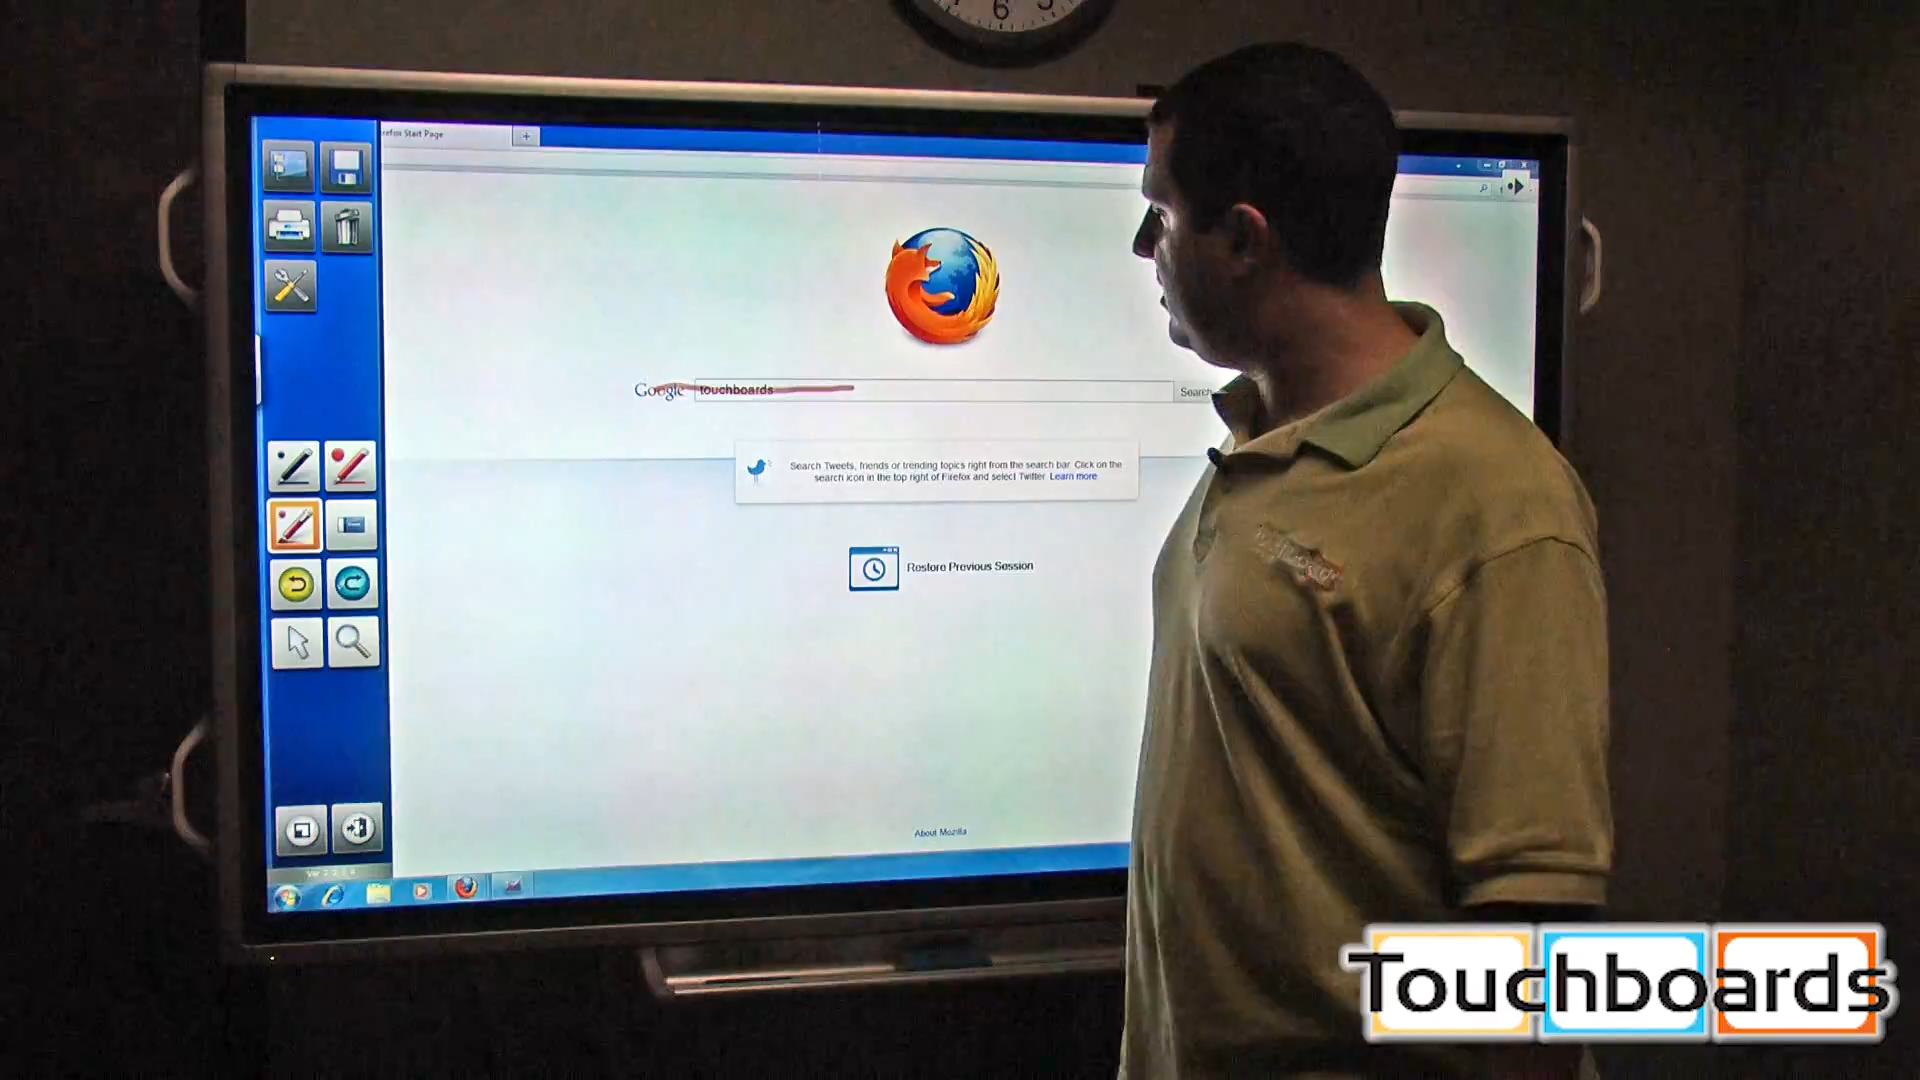 6
refox Start Page
+
Google touchboards Search
Search Tweets, friends or trending topics right from the search bar. Click on the
search icon in the top right of Firefox and select Twitter. Learn more
Restore Previous Session
About Mozilla
Touchboards